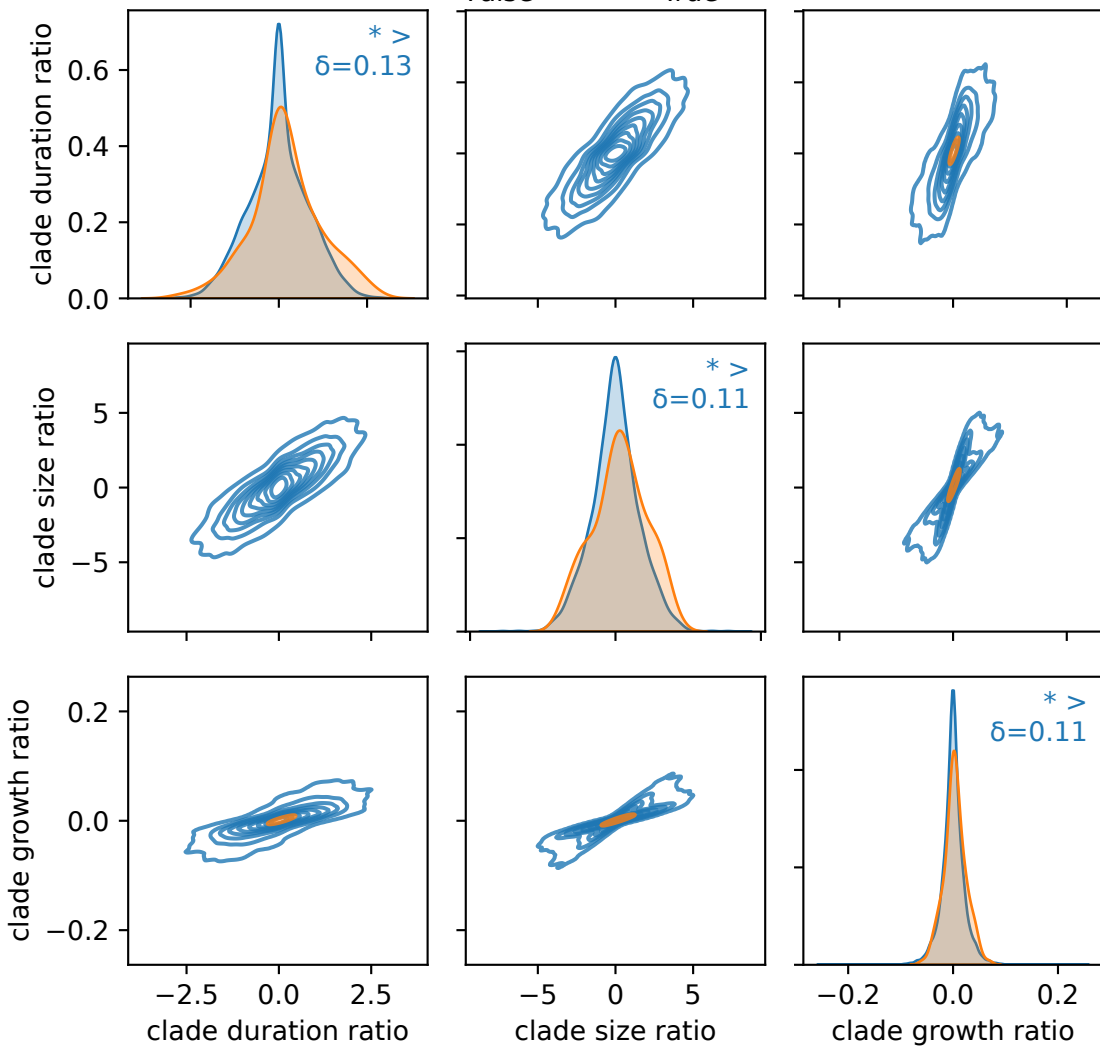 clade duration ratio
0.6
0.4
0.2
0.0
* >
δ=0.13
clade size ratio
5
0
−5
* >
δ=0.11
clade growth ratio
0.2
0.0
−0.2
* >
δ=0.11
−2.5 0.0 2.5
−5 0 5
−0.2 0.0 0.2
clade duration ratio
clade size ratio
clade growth ratio